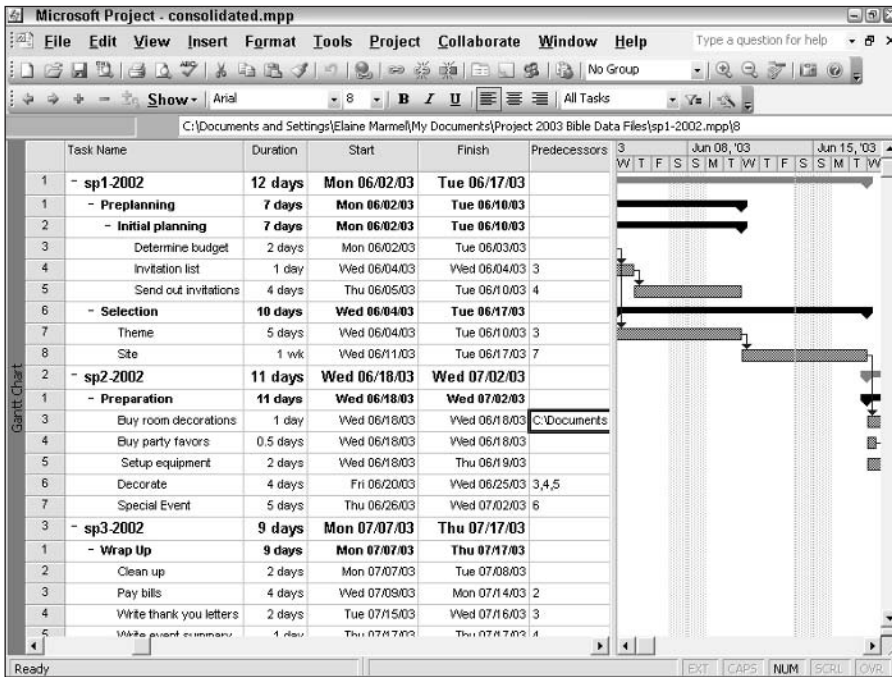 Microsoft Project - consolidated.mpp
File Edit View Insert Format Tools Project Collaborate Window Help Type a question for help
No Group
Show Arial 8 B I U All Tasks
C:\Documents and Settings\Elaine Marmel\My Documents\Project 2003 Bible Data Files\sp1-2002.mpp\8
Task Name Duration Start Finish Predecessors 3 Jun 08, '03 Jun 15, '03
W T F S S M T W T F S S M T W
1 - sp1-2002 12 days Mon 06/02/03 Tue 06/17/03
1 - Preplanning 7 days Mon 06/02/03 Tue 06/10/03
2 - Initial planning 7 days Mon 06/02/03 Tue 06/10/03
3 Determine budget 2 days Mon 06/02/03 Tue 06/03/03
4 Invitation list 1 day Wed 06/04/03 Wed 06/04/03 3
5 Send out invitations 4 days Thu 06/05/03 Tue 06/10/03 4
6 - Selection 10 days Wed 06/04/03 Tue 06/17/03
7 Theme 5 days Wed 06/04/03 Tue 06/10/03 3
8 Site 1 wk Wed 06/11/03 Tue 06/17/03 7
2 - sp2-2002 11 days Wed 06/18/03 Wed 07/02/03
1 - Preparation 11 days Wed 06/18/03 Wed 07/02/03
3 Buy room decorations 1 day Wed 06/18/03 Wed 06/18/03 C:\Documents
4 Buy party favors 0.5 days Wed 06/18/03 Wed 06/18/03
5 Setup equipment 2 days Wed 06/18/03 Thu 06/19/03
6 Decorate 4 days Fri 06/20/03 Wed 06/25/03 3,4,5
7 Special Event 5 days Thu 06/26/03 Wed 07/02/03 6
3 - sp3-2002 9 days Mon 07/07/03 Thu 07/17/03
1 - Wrap Up 9 days Mon 07/07/03 Thu 07/17/03
2 Clean up 2 days Mon 07/07/03 Tue 07/08/03
3 Pay bills 4 days Wed 07/09/03 Mon 07/14/03 2
4 Write thank you letters 2 days Tue 07/15/03 Wed 07/16/03 3
5 Write event summary 1 day Thu 07/17/03 Thu 07/17/03 4
Gantt Chart
Ready EXT CAPS NUM SCRL OVR